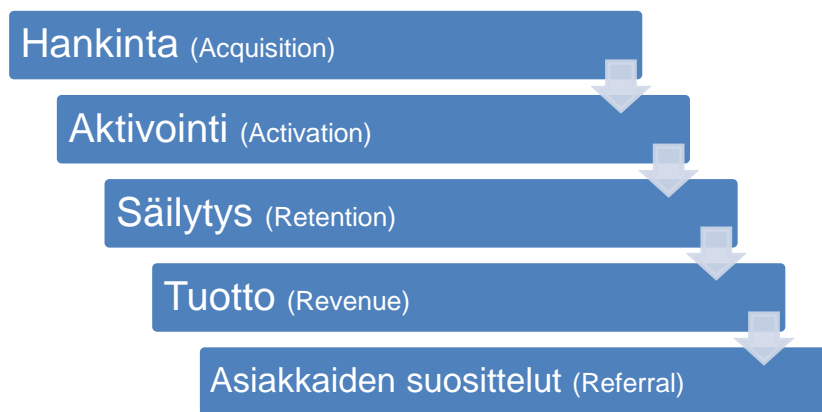 Hankinta (Acquisition)
Aktivointi (Activation)
Säilytys (Retention)
Tuotto (Revenue)
Asiakkaiden suosittelut (Referral)